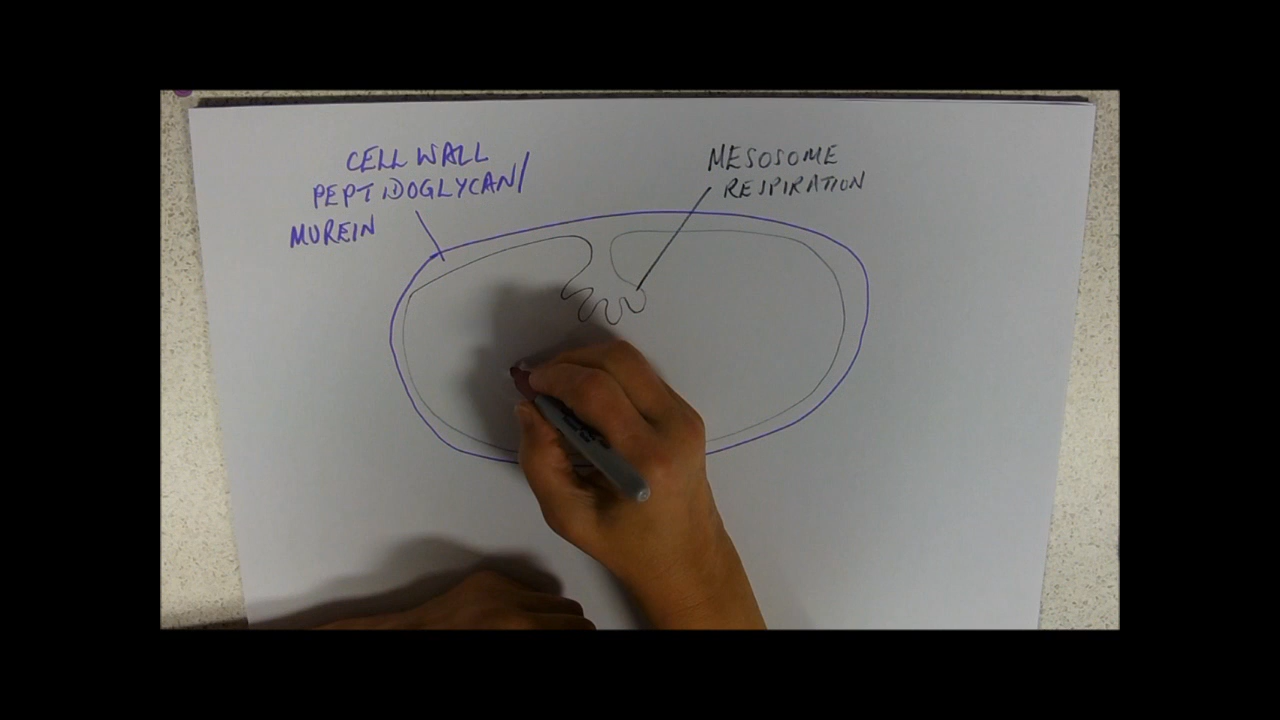 CELL WALL
PEPTIDOGLYCAN/
MUREIN
MESOSOME
RESPIRATION